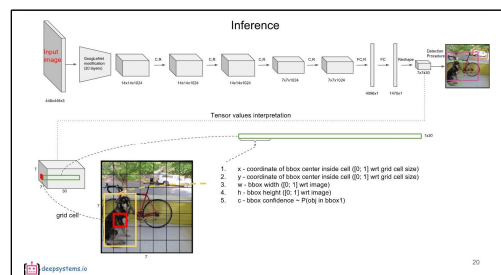 Inference
Input
image
448x448x3
GoogLeNet
modification
(20 layers)
C,R
C,R
C,R
C,R
C,R
FC,R
FC
Reshape
Detection
Procedure
14x14x1024
14x14x1024
14x14x1024
7x7x1024
7x7x1024
4096x1
1470x1
7x7x30
Tensor values interpretation
1x30
7
7
30
grid cell
7
7
1. x - coordinate of bbox center inside cell ([0; 1] wrt grid cell size)
2. y - coordinate of bbox center inside cell ([0; 1] wrt grid cell size)
3. w - bbox width ([0; 1] wrt image)
4. h - bbox height ([0; 1] wrt image)
5. c - bbox confidence ~ P(obj in bbox1)
deepsystems.io
20